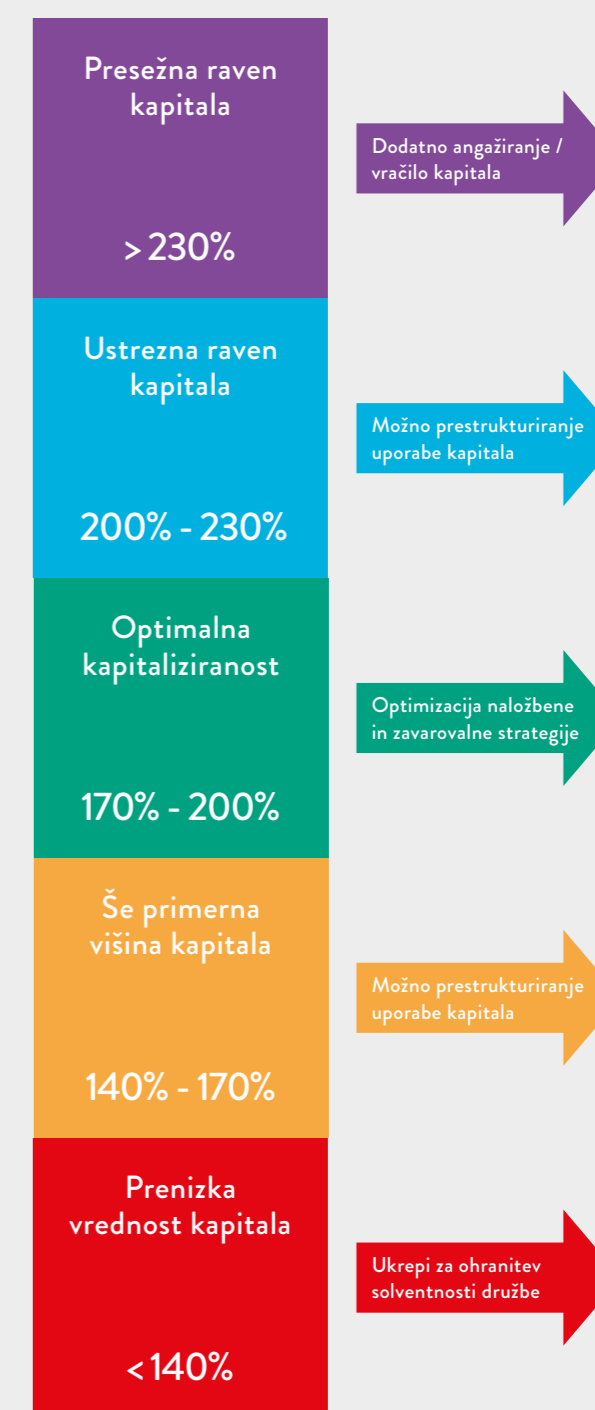 Presežna raven
kapitala
> 230%
Dodatno angažiranje /
vračilo kapitala
Ustrezna raven
kapitala
200% - 230%
Možno prestrukturiranje
uporabe kapitala
Optimalna
kapitaliziranost
170% - 200%
Optimizacija naložbene
in zavarovalne strategije
Še primerna
višina kapitala
140% - 170%
Možno prestrukturiranje
uporabe kapitala
Prenizka
vrednost kapitala
< 140%
Ukrepi za ohranitev
solventnosti družbe